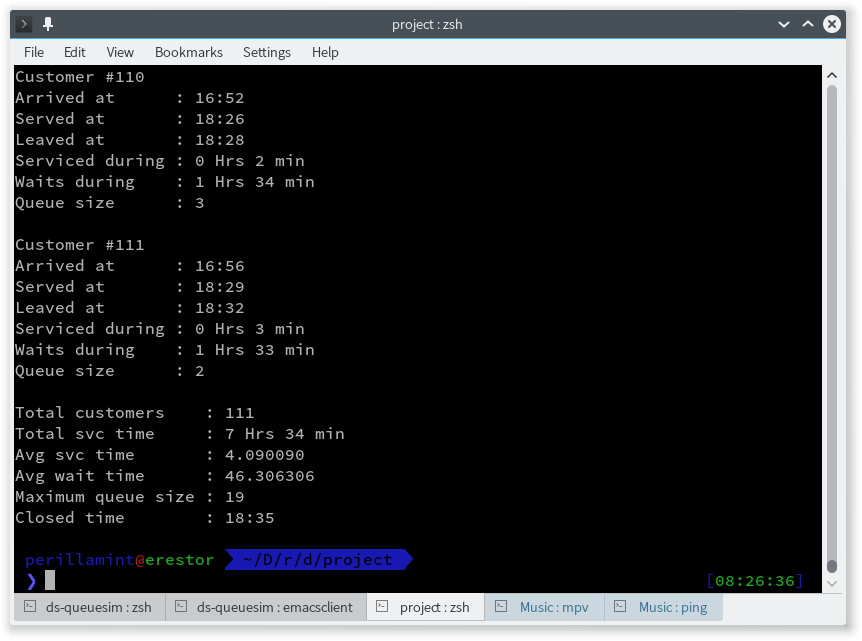 project : zsh
File Edit View Bookmarks Settings Help
Customer #110
Arrived at      : 16:52
Served at       : 18:26
Leaved at       : 18:28
Serviced during : 0 Hrs 2 min
Waits during    : 1 Hrs 34 min
Queue size      : 3
Customer #111
Arrived at      : 16:56
Served at       : 18:29
Leaved at       : 18:32
Serviced during : 0 Hrs 3 min
Waits during    : 1 Hrs 33 min
Queue size      : 2
Total customers    : 111
Total svc time     : 7 Hrs 34 min
Avg svc time       : 4.090090
Avg wait time      : 46.306306
Maximum queue size : 19
Closed time        : 18:35
perillamint@erestor ~/D/r/d/project
❯ [08:26:36]
ds-queuesim : zsh ds-queuesim : emacsclient project : zsh Music : mpv Music : ping